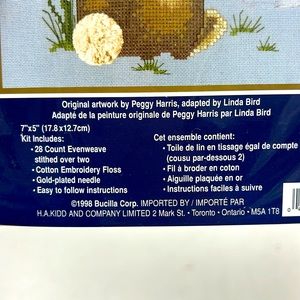 Original artwork by Peggy Harris, adapted by Linda Bird
Adapté de la peinture originale de Peggy Harris par Linda Bird
7"x5" (17.8x12.7cm)
Kit Includes:
• 28 Count Evenweave
stithed over two
• Cotton Embroidery Floss
• Gold-plated needle
• Easy to follow instructions
Cet ensemble contient:
• Toile de lin en tissage égal de compte
(cousu par-dessous 2)
• Fil à broder en coton
• Aiguille plaquée en or
• Instructions faciles à suivre
©1998 Bucilla Corp. IMPORTED BY / IMPORTÉ PAR
H.A.KIDD AND COMPANY LIMITED 2 Mark St. • Toronto • Ontario • M5A 1T8